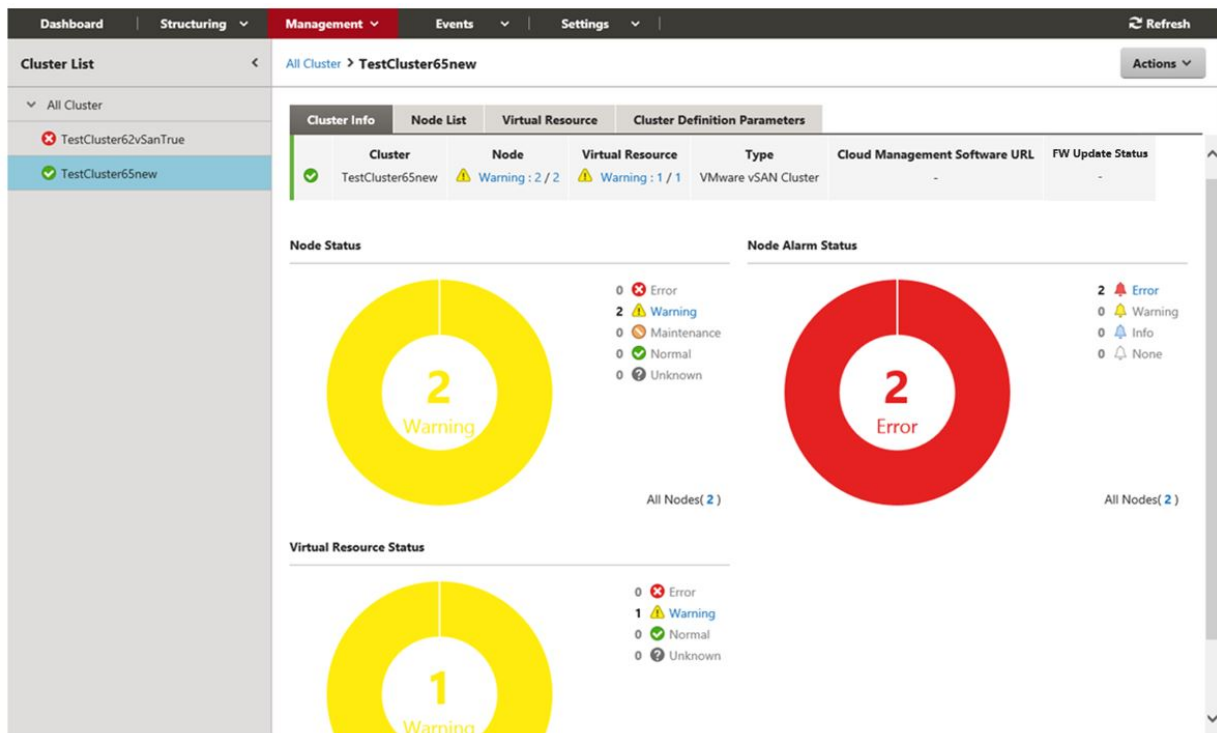 Dashboard Structuring Management Events Settings Refresh
Cluster List
All Cluster > TestCluster65new
Actions
All Cluster
TestCluster62vSanTrue
TestCluster65new
Cluster Info Node List Virtual Resource Cluster Definition Parameters
Cluster Node Virtual Resource Type Cloud Management Software URL FW Update Status
TestCluster65new Warning : 2 / 2 Warning : 1 / 1 VMware vSAN Cluster - -
Node Status
0 Error
2 Warning
0 Maintenance
0 Normal
0 Unknown
2
Warning
All Nodes( 2 )
Node Alarm Status
2 Error
0 Warning
0 Info
0 None
2
Error
All Nodes( 2 )
Virtual Resource Status
0 Error
1 Warning
0 Normal
0 Unknown
1
Warning